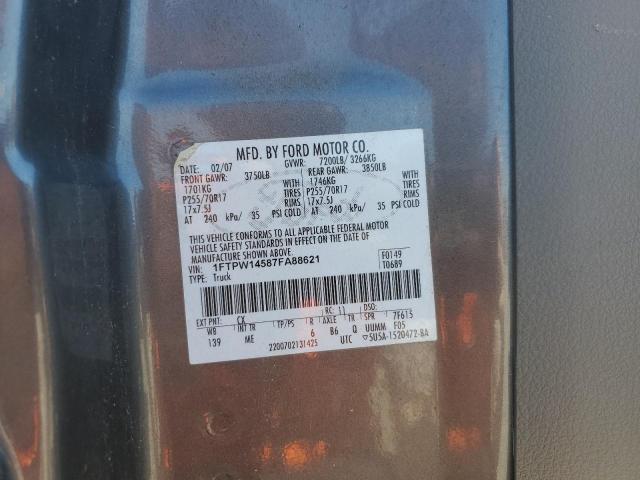 MFD. BY FORD MOTOR CO.
DATE: 02/07 GVWR: 7200LB/ 3266KG
FRONT GAWR: 3750LB REAR GAWR: 3850LB
1701KG WITH 1746KG WITH
P255/70R17 TIRES P255/70R17 TIRES
17x7.5J RIMS 17x7.5J RIMS
AT 240 kPa/ 35 PSI COLD AT 240 kPa/ 35 PSI COLD
THIS VEHICLE CONFORMS TO ALL APPLICABLE FEDERAL MOTOR
VEHICLE SAFETY STANDARDS IN EFFECT ON THE DATE OF
MANUFACTURE SHOWN ABOVE.
VIN: 1FTPW14587FA88621 F0149
TYPE: Truck T0689
EXT PNT: CX RC: 11 DSO:
WB INT TR TP/PS R AXLE TR SPR 7F615
139 ME 6 B6 Q UUMM F05
2200702131425 UTC ▽5U5A-1520472-BA